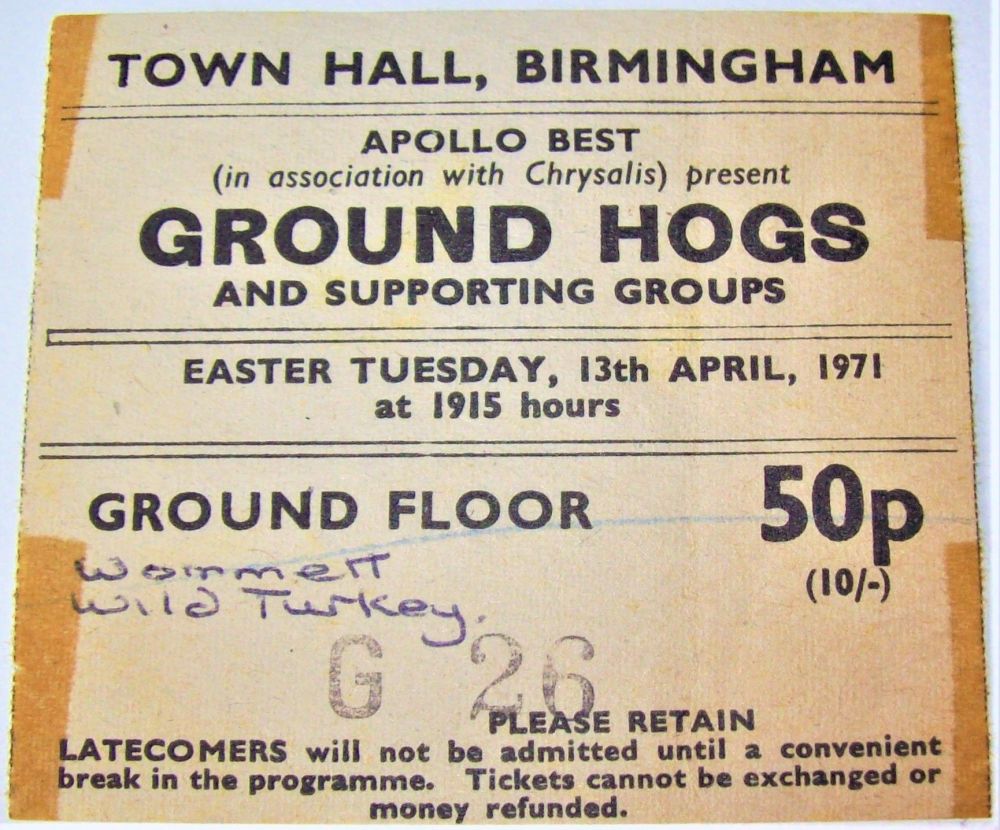 TOWN HALL, BIRMINGHAM
APOLLO BEST
(in association with Chrysalis) present
GROUND HOGS
AND SUPPORTING GROUPS
EASTER TUESDAY, 13th APRIL, 1971
at 1915 hours
GROUND FLOOR 50p
(10/-)
Wommett
Wild Turkey.
G 26
PLEASE RETAIN
LATECOMERS will not be admitted until a convenient
break in the programme. Tickets cannot be exchanged or
money refunded.